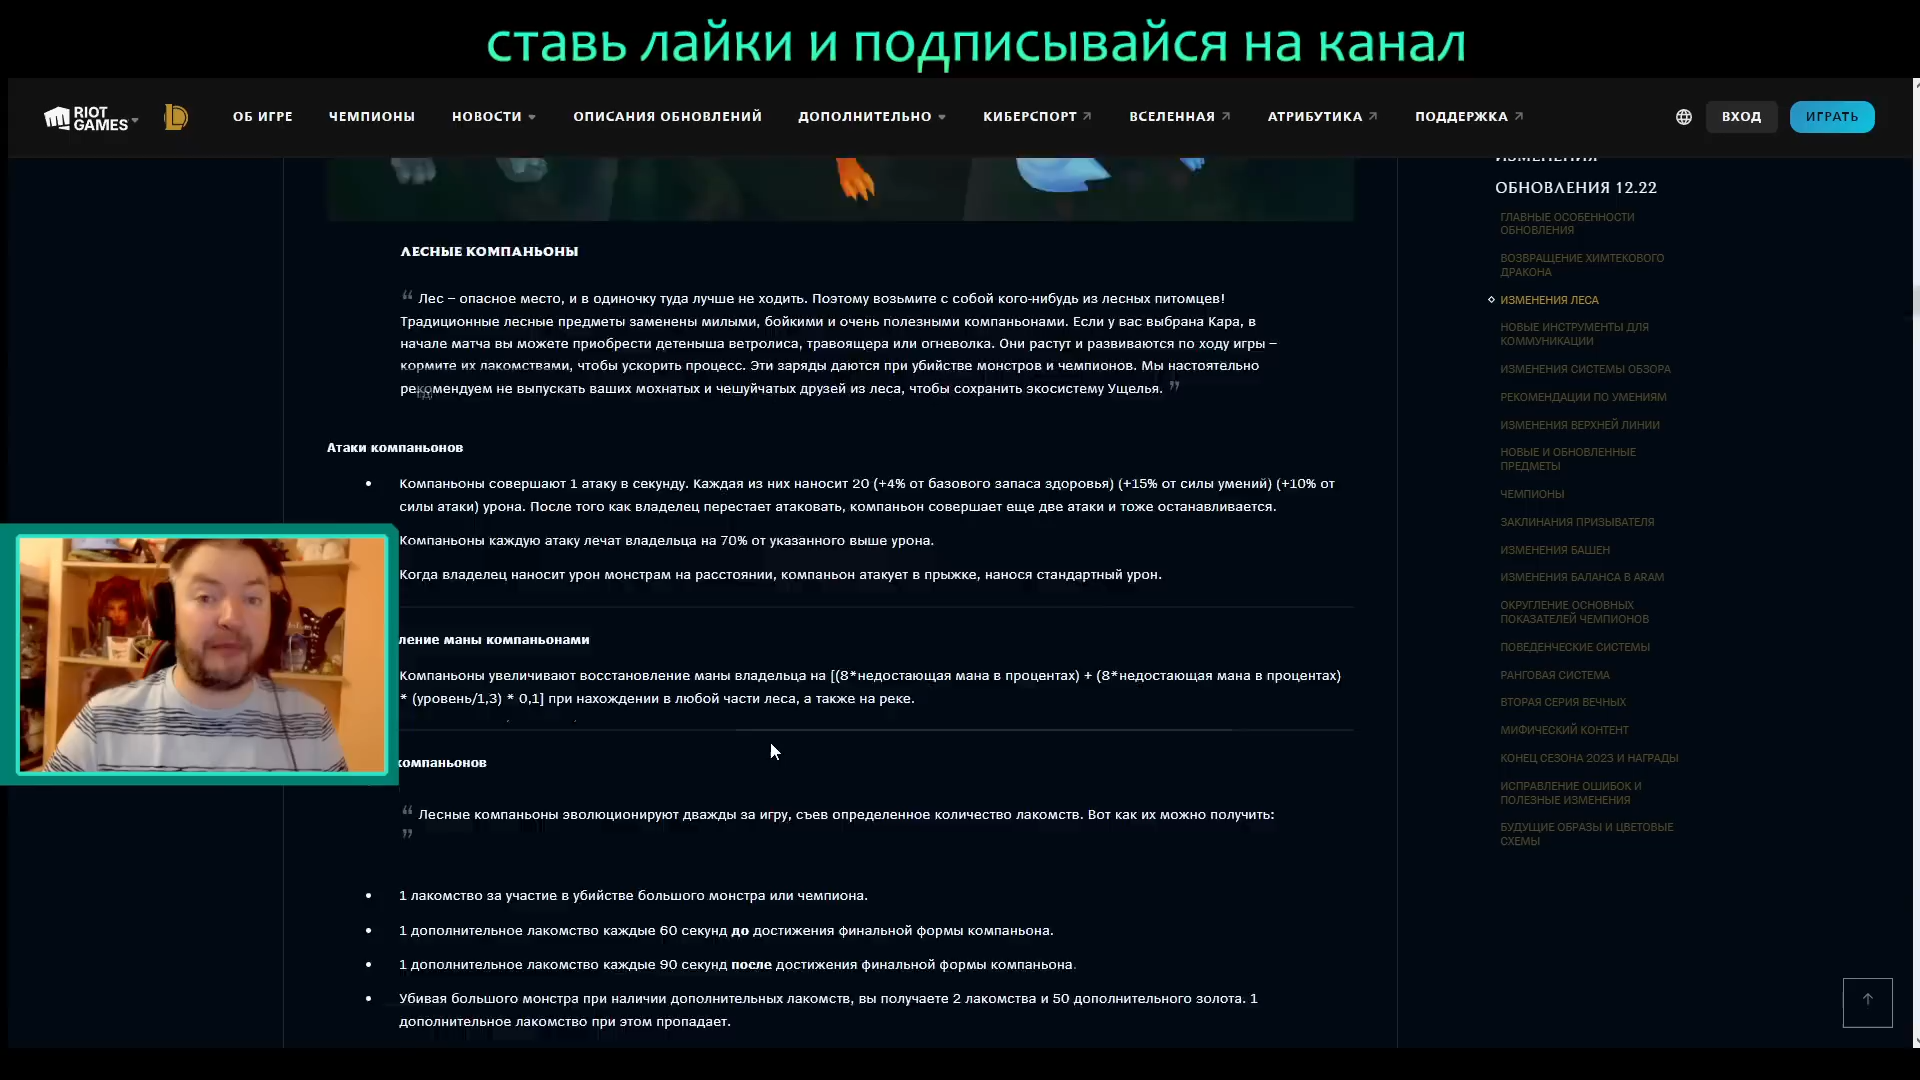 ставь лайки и подписывайся на канал
RIOT GAMES
ОБ ИГРЕ ЧЕМПИОНЫ НОВОСТИ ОПИСАНИЯ ОБНОВЛЕНИЙ ДОПОЛНИТЕЛЬНО КИБЕРСПОРТ ВСЕЛЕННАЯ АТРИБУТИКА ПОДДЕРЖКА ВХОД ИГРАТЬ
ЛЕСНЫЕ КОМПАНЬОНЫ
“ Лес – опасное место, и в одиночку туда лучше не ходить. Поэтому возьмите с собой кого-нибудь из лесных питомцев!
Традиционные лесные предметы заменены милыми, бойкими и очень полезными компаньонами. Если у вас выбрана Кара, в
начале матча вы можете приобрести детеныша ветролиса, травоящера или огневолка. Они растут и развиваются по ходу игры –
кормите их лакомствами, чтобы ускорить процесс. Эти заряды даются при убийстве монстров и чемпионов. Мы настоятельно
рекомендуем не выпускать ваших мохнатых и чешуйчатых друзей из леса, чтобы сохранить экосистему Ущелья. ”
Атаки компаньонов
• Компаньоны совершают 1 атаку в секунду. Каждая из них наносит 20 (+4% от базового запаса здоровья) (+15% от силы умений) (+10% от
силы атаки) урона. После того как владелец перестает атаковать, компаньон совершает еще две атаки и тоже останавливается.
Компаньоны каждую атаку лечат владельца на 70% от указанного выше урона.
Когда владелец наносит урон монстрам на расстоянии, компаньон атакует в прыжке, нанося стандартный урон.
ление маны компаньонами
Компаньоны увеличивают восстановление маны владельца на [(8*недостающая мана в процентах) + (8*недостающая мана в процентах)
* (уровень/1,3) * 0,1] при нахождении в любой части леса, а также на реке.
компаньонов
“ Лесные компаньоны эволюционируют дважды за игру, съев определенное количество лакомств. Вот как их можно получить:
”
• 1 лакомство за участие в убийстве большого монстра или чемпиона.
• 1 дополнительное лакомство каждые 60 секунд до достижения финальной формы компаньона.
• 1 дополнительное лакомство каждые 90 секунд после достижения финальной формы компаньона.
• Убивая большого монстра при наличии дополнительных лакомств, вы получаете 2 лакомства и 50 дополнительного золота. 1
дополнительное лакомство при этом пропадает.
ИЗМЕНЕНИЯ
ОБНОВЛЕНИЯ 12.22
ГЛАВНЫЕ ОСОБЕННОСТИ
ОБНОВЛЕНИЯ
ВОЗВРАЩЕНИЕ ХИМТЕКОВОГО
ДРАКОНА
ИЗМЕНЕНИЯ ЛЕСА
НОВЫЕ ИНСТРУМЕНТЫ ДЛЯ
КОММУНИКАЦИИ
ИЗМЕНЕНИЯ СИСТЕМЫ ОБЗОРА
РЕКОМЕНДАЦИИ ПО УМЕНИЯМ
ИЗМЕНЕНИЯ ВЕРХНЕЙ ЛИНИИ
НОВЫЕ И ОБНОВЛЕННЫЕ
ПРЕДМЕТЫ
ЧЕМПИОНЫ
ЗАКЛИНАНИЯ ПРИЗЫВАТЕЛЯ
ИЗМЕНЕНИЯ БАШЕН
ИЗМЕНЕНИЯ БАЛАНСА В ARAM
ОКРУГЛЕНИЕ ОСНОВНЫХ
ПОКАЗАТЕЛЕЙ ЧЕМПИОНОВ
ПОВЕДЕНЧЕСКИЕ СИСТЕМЫ
РАНГОВАЯ СИСТЕМА
ВТОРАЯ СЕРИЯ ВЕЧНЫХ
МИФИЧЕСКИЙ КОНТЕНТ
КОНЕЦ СЕЗОНА 2023 И НАГРАДЫ
ИСПРАВЛЕНИЕ ОШИБОК И
ПОЛЕЗНЫЕ ИЗМЕНЕНИЯ
БУДУЩИЕ ОБРАЗЫ И ЦВЕТОВЫЕ
СХЕМЫ